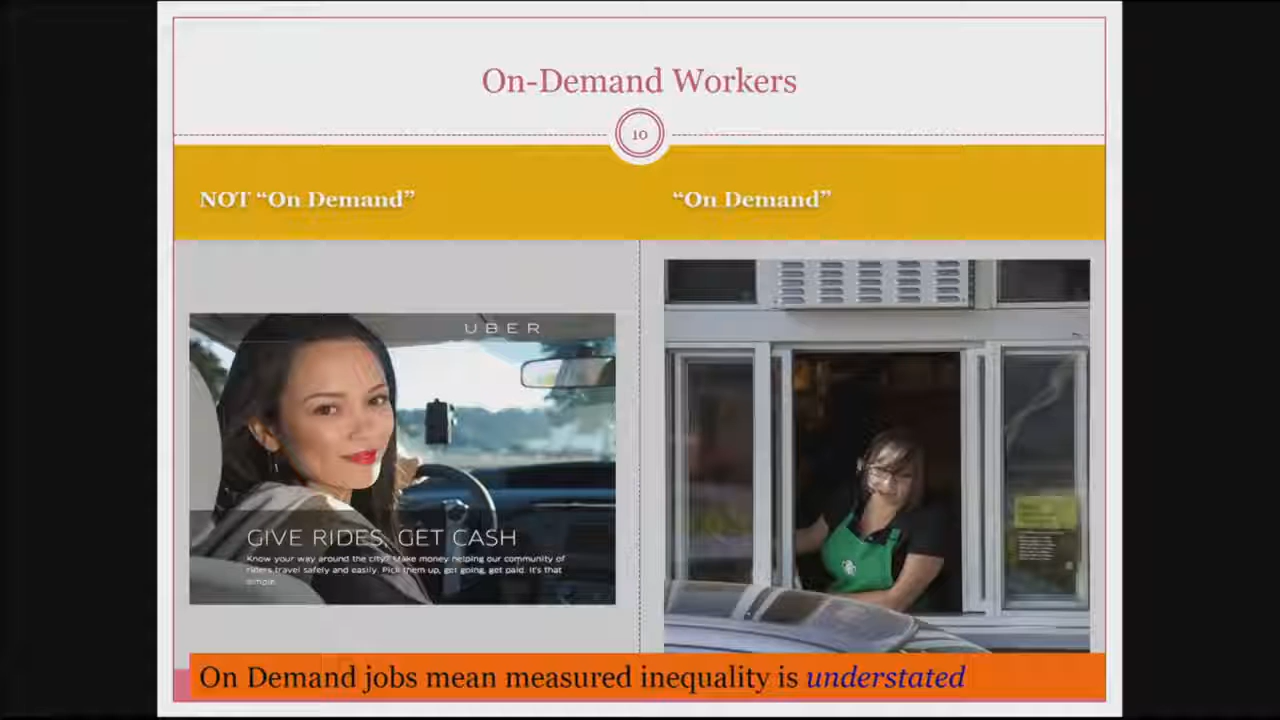 On-Demand Workers
10
NOT “On Demand”
“On Demand”
UBER
GIVE RIDES, GET CASH
Know your way around the city? Make money helping our community of
riders travel safely and easily. Pick them up, get going, get paid. It's that
simple.
On Demand jobs mean measured inequality is understated